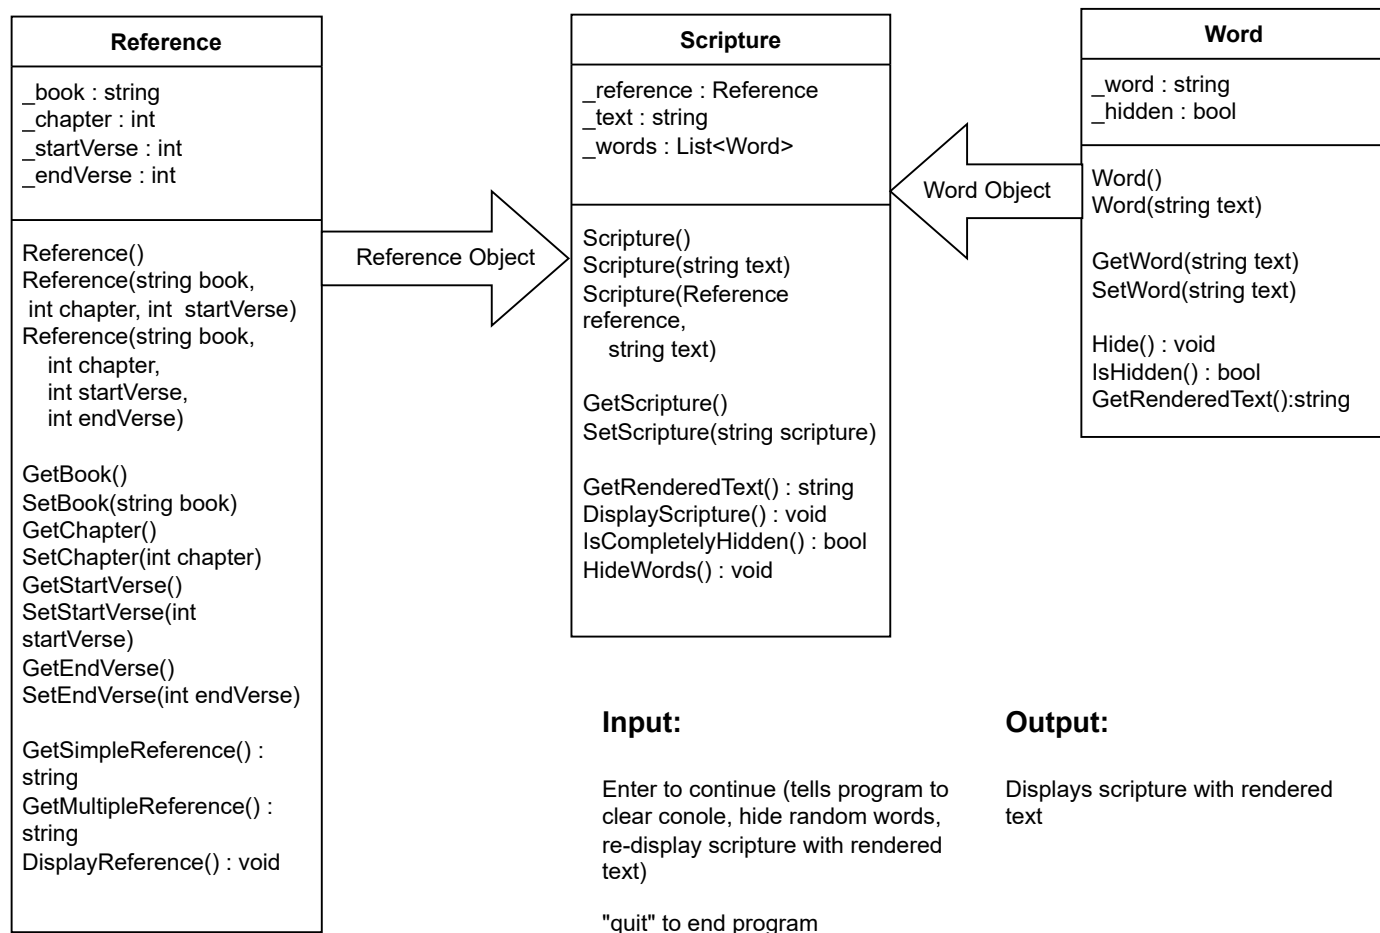 Reference
_book : string
_chapter : int
_startVerse : int
_endVerse : int
Reference()
Reference(string book,
int chapter, int startVerse)
Reference(string book,
int chapter,
int startVerse,
int endVerse)
GetBook()
SetBook(string book)
GetChapter()
SetChapter(int chapter)
GetStartVerse()
SetStartVerse(int
startVerse)
GetEndVerse()
SetEndVerse(int endVerse)
GetSimpleReference() :
string
GetMultipleReference() :
string
DisplayReference() : void
Reference Object
Scripture
_reference : Reference
_text : string
_words : List<Word>
Scripture()
Scripture(string text)
Scripture(Reference
reference,
string text)
GetScripture()
SetScripture(string scripture)
GetRenderedText() : string
DisplayScripture() : void
IsCompletelyHidden() : bool
HideWords() : void
Word Object
Word
_word : string
_hidden : bool
Word()
Word(string text)
GetWord(string text)
SetWord(string text)
Hide() : void
IsHidden() : bool
GetRenderedText():string
Input:
Enter to continue (tells program to
clear conole, hide random words,
re-display scripture with rendered
text)
"quit" to end program
Output:
Displays scripture with rendered
text